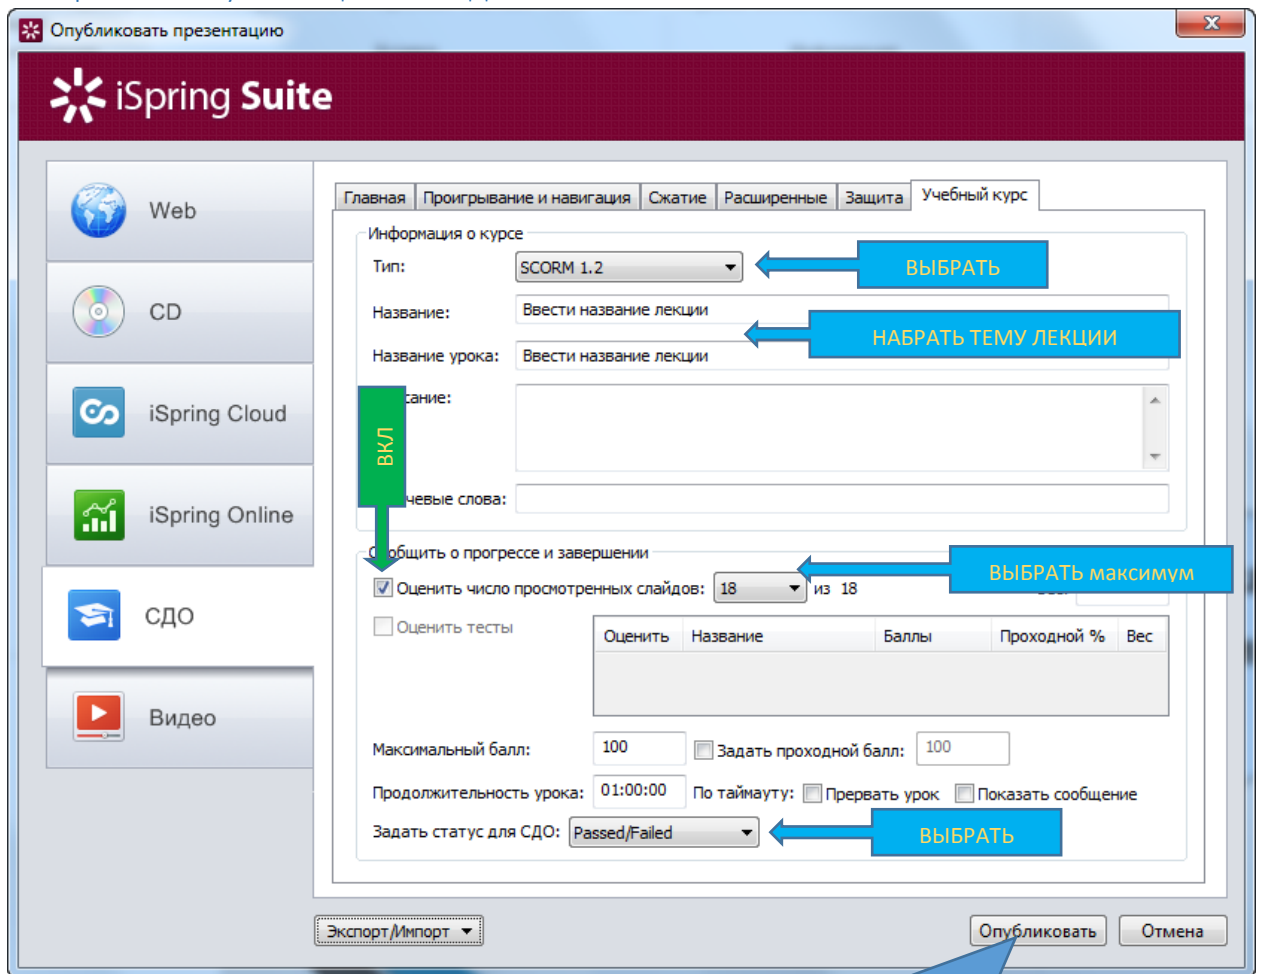 Опубликовать презентацию
iSpring Suite
Web
CD
iSpring Cloud
iSpring Online
СДО
Видео
Главная Проигрывание и навигация Сжатие Расширенные Защита Учебный курс
Информация о курсе
Тип: SCORM 1.2 ВЫБРАТЬ
Название: Ввести название лекции
НАБРАТЬ ТЕМУ ЛЕКЦИИ
Название урока: Ввести название лекции
ВКЛ
слова:
о прогрессе и завершении
ВЫБРАТЬ максимум
Оценить число просмотренных слайдов: 18 из 18
Оценить тесты
Оценить Название Баллы Проходной % Вес
Максимальный балл: 100 Задать проходной балл: 100
Продолжительность урока: 01:00:00 По таймауту: Прервать урок Показать сообщение
Задать статус для СДО: Passed/Failed ВЫБРАТЬ
Экспорт/Импорт Опубликовать Отмена